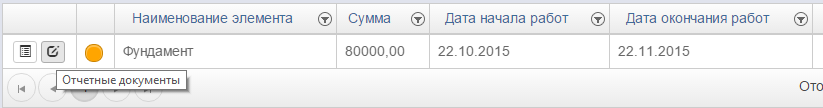 Наименование элемента Сумма Дата начала работ Дата окончания работ
Фундамент 80000,00 22.10.2015 22.11.2015
Отчетные документы
Ото